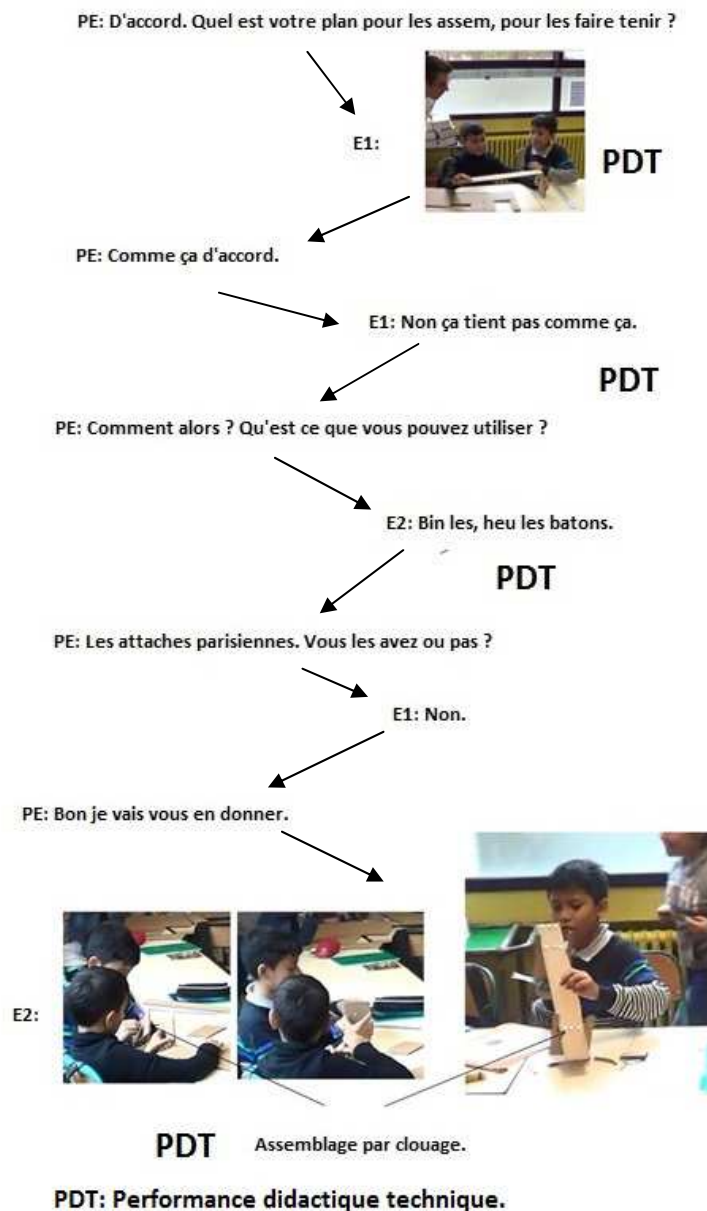 PE: D'accord. Quel est votre plan pour les assem, pour les faire tenir ?
E1:
PDT
PE: Comme ça d'accord.
E1: Non ça tient pas comme ça.
PDT
PE: Comment alors ? Qu'est ce que vous pouvez utiliser ?
E2: Bin les, heu les batons.
PDT
PE: Les attaches parisiennes. Vous les avez ou pas ?
E1: Non.
PE: Bon je vais vous en donner.
E2:
PDT Assemblage par clouage.
PDT: Performance didactique technique.